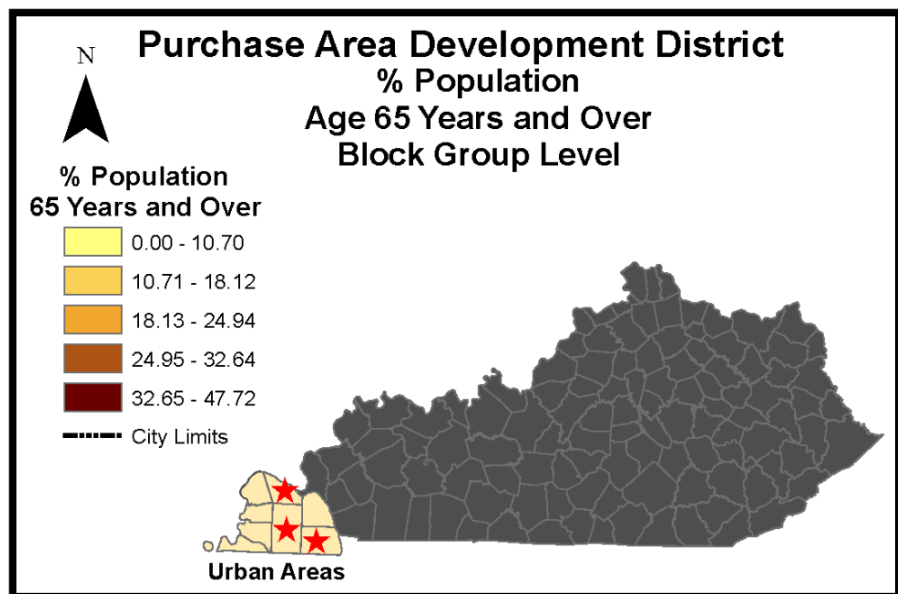 Purchase Area Development District
% Population
Age 65 Years and Over
Block Group Level
N
% Population
65 Years and Over
0.00 - 10.70
10.71 - 18.12
18.13 - 24.94
24.95 - 32.64
32.65 - 47.72
City Limits
Urban Areas